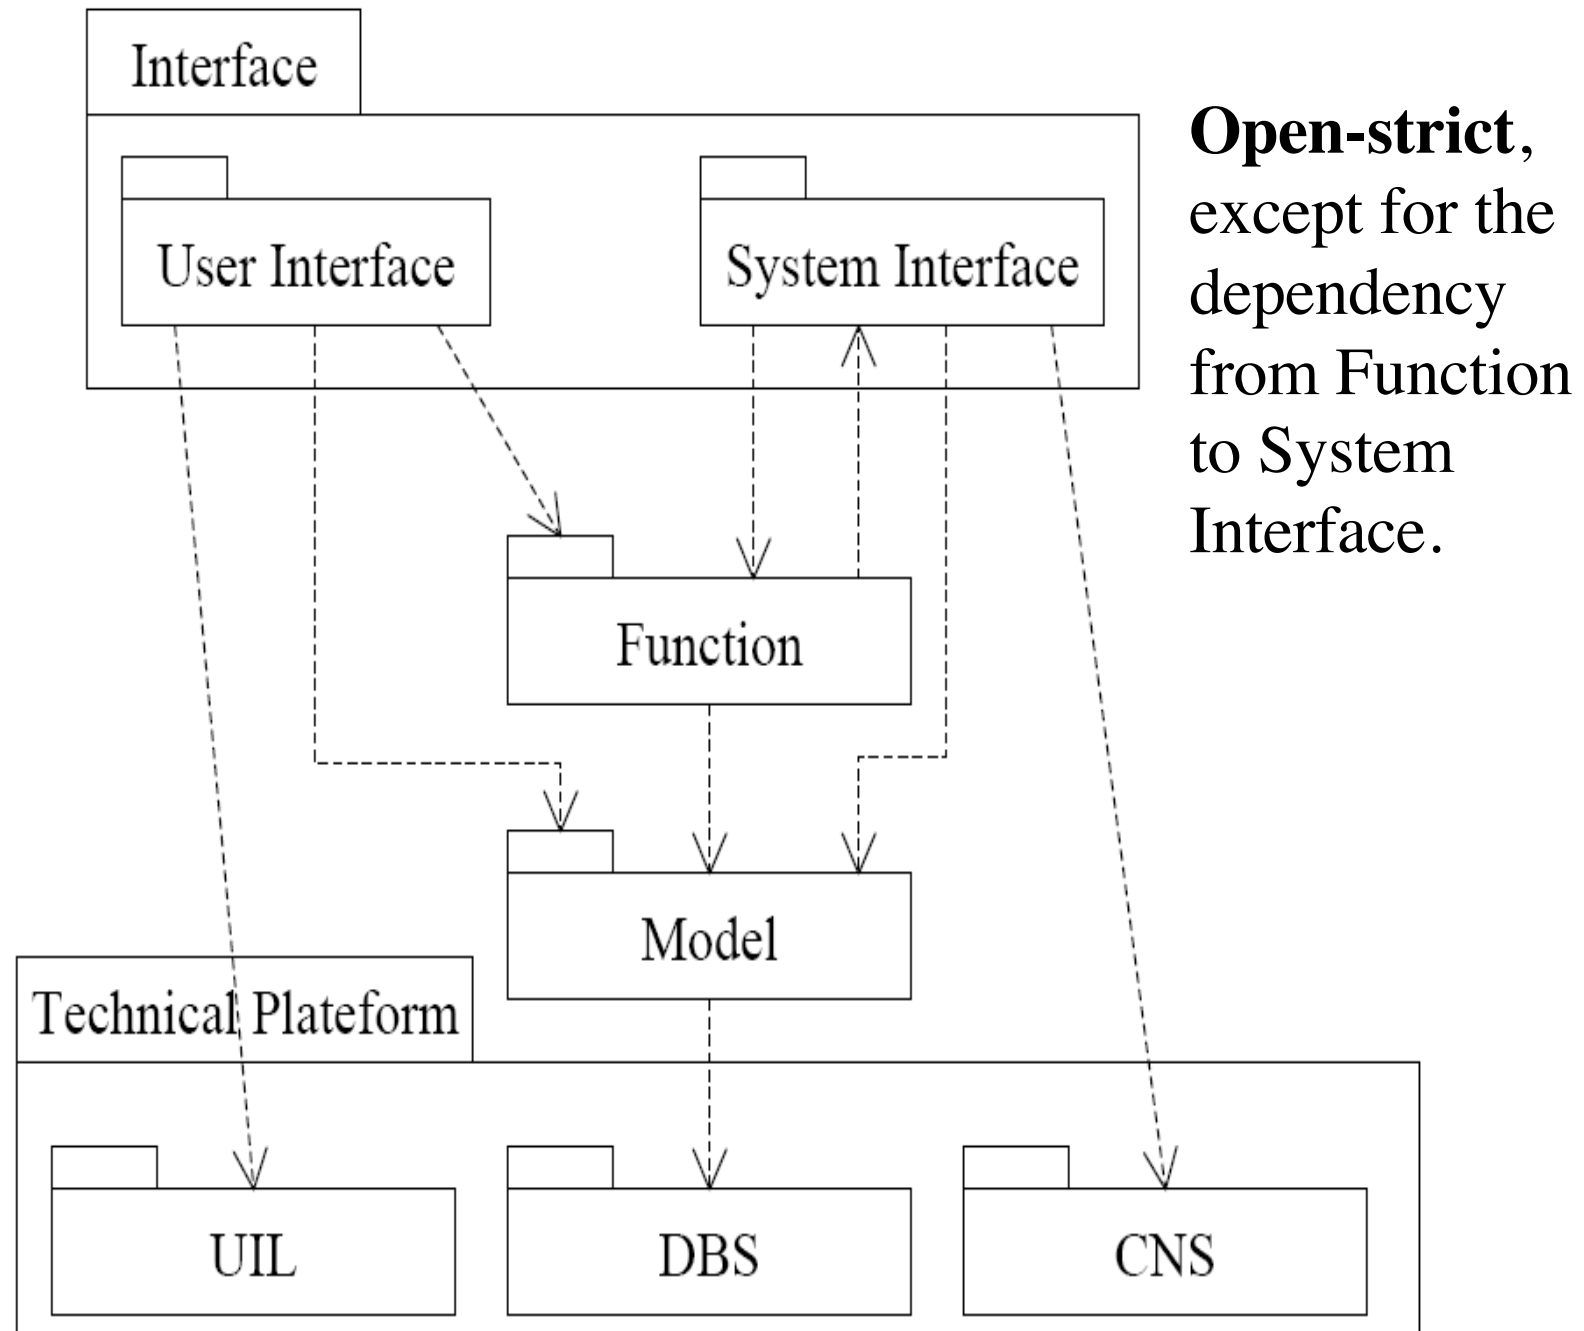 Interface
User Interface
System Interface
Open-strict,
except for the
dependency
from Function
to System
Interface.
Function
Model
Technical Plateform
UIL
DBS
CNS